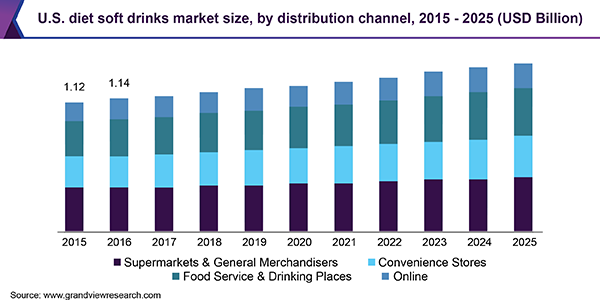 U.S. diet soft drinks market size, by distribution channel, 2015 - 2025 (USD Billion)
1.12 1.14
2015 2016 2017 2018 2019 2020 2021 2022 2023 2024 2025
Supermarkets & General Merchandisers Convenience Stores
Food Service & Drinking Places Online
Source: www.grandviewresearch.com